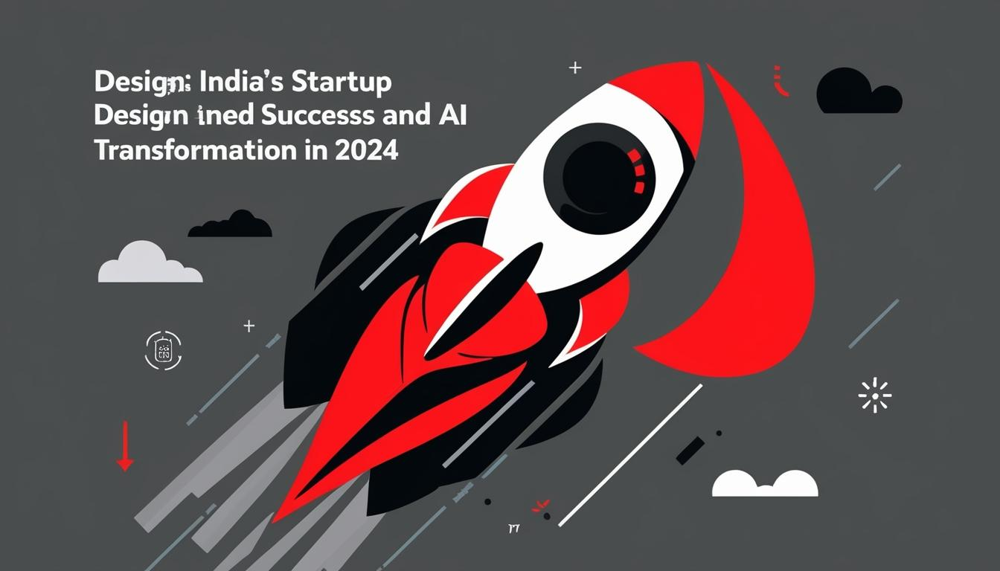 Design: India's Startup
Design ined Successs and AI
Transformation in 2024